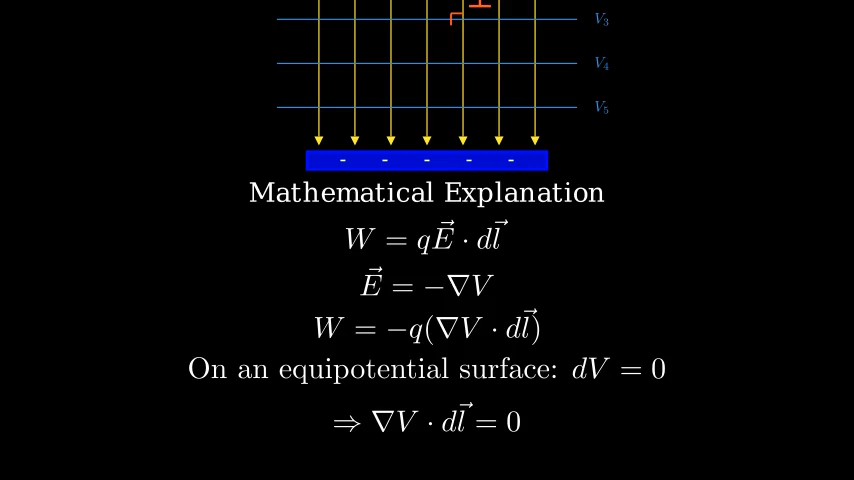 V₃
V₄
V₅
- - - - -
Mathematical Explanation
W = qE⃗ · dl⃗
E⃗ = −∇V
W = −q(∇V · dl⃗)
On an equipotential surface: dV = 0
⇒ ∇V · dl⃗ = 0